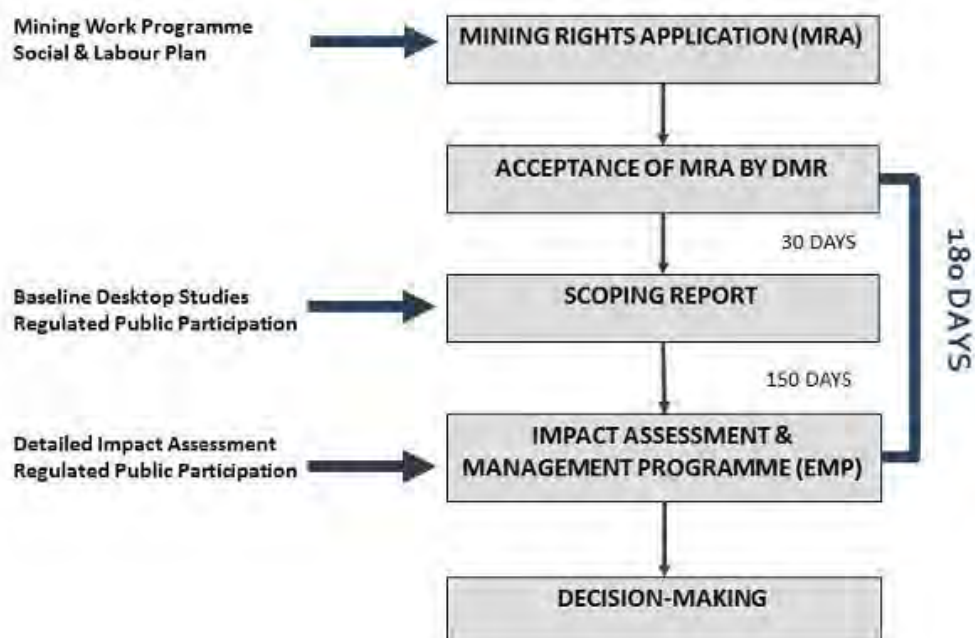 Mining Work Programme
Social & Labour Plan
MINING RIGHTS APPLICATION (MRA)
ACCEPTANCE OF MRA BY DMR
30 DAYS
Baseline Desktop Studies
Regulated Public Participation
SCOPING REPORT
150 DAYS
180 DAYS
Detailed Impact Assessment
Regulated Public Participation
IMPACT ASSESSMENT &
MANAGEMENT PROGRAMME (EMP)
DECISION-MAKING